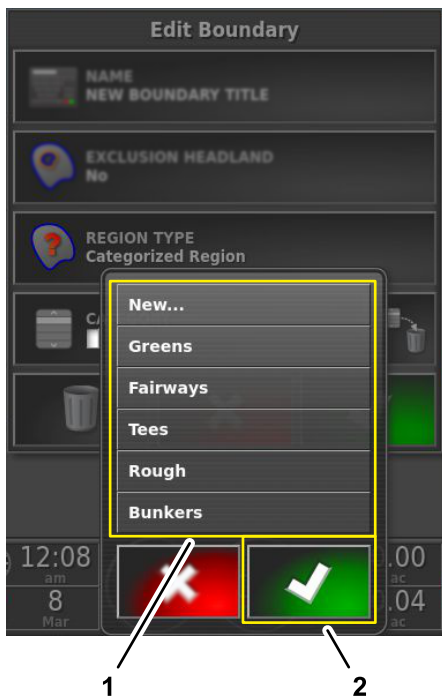 Edit Boundary
NAME
NEW BOUNDARY TITLE
EXCLUSION HEADLAND
No
REGION TYPE
Categorized Region
New...
Greens
Fairways
Tees
Rough
Bunkers
12:08
.00
am
ac
8
.04
Mar
ac
1
2